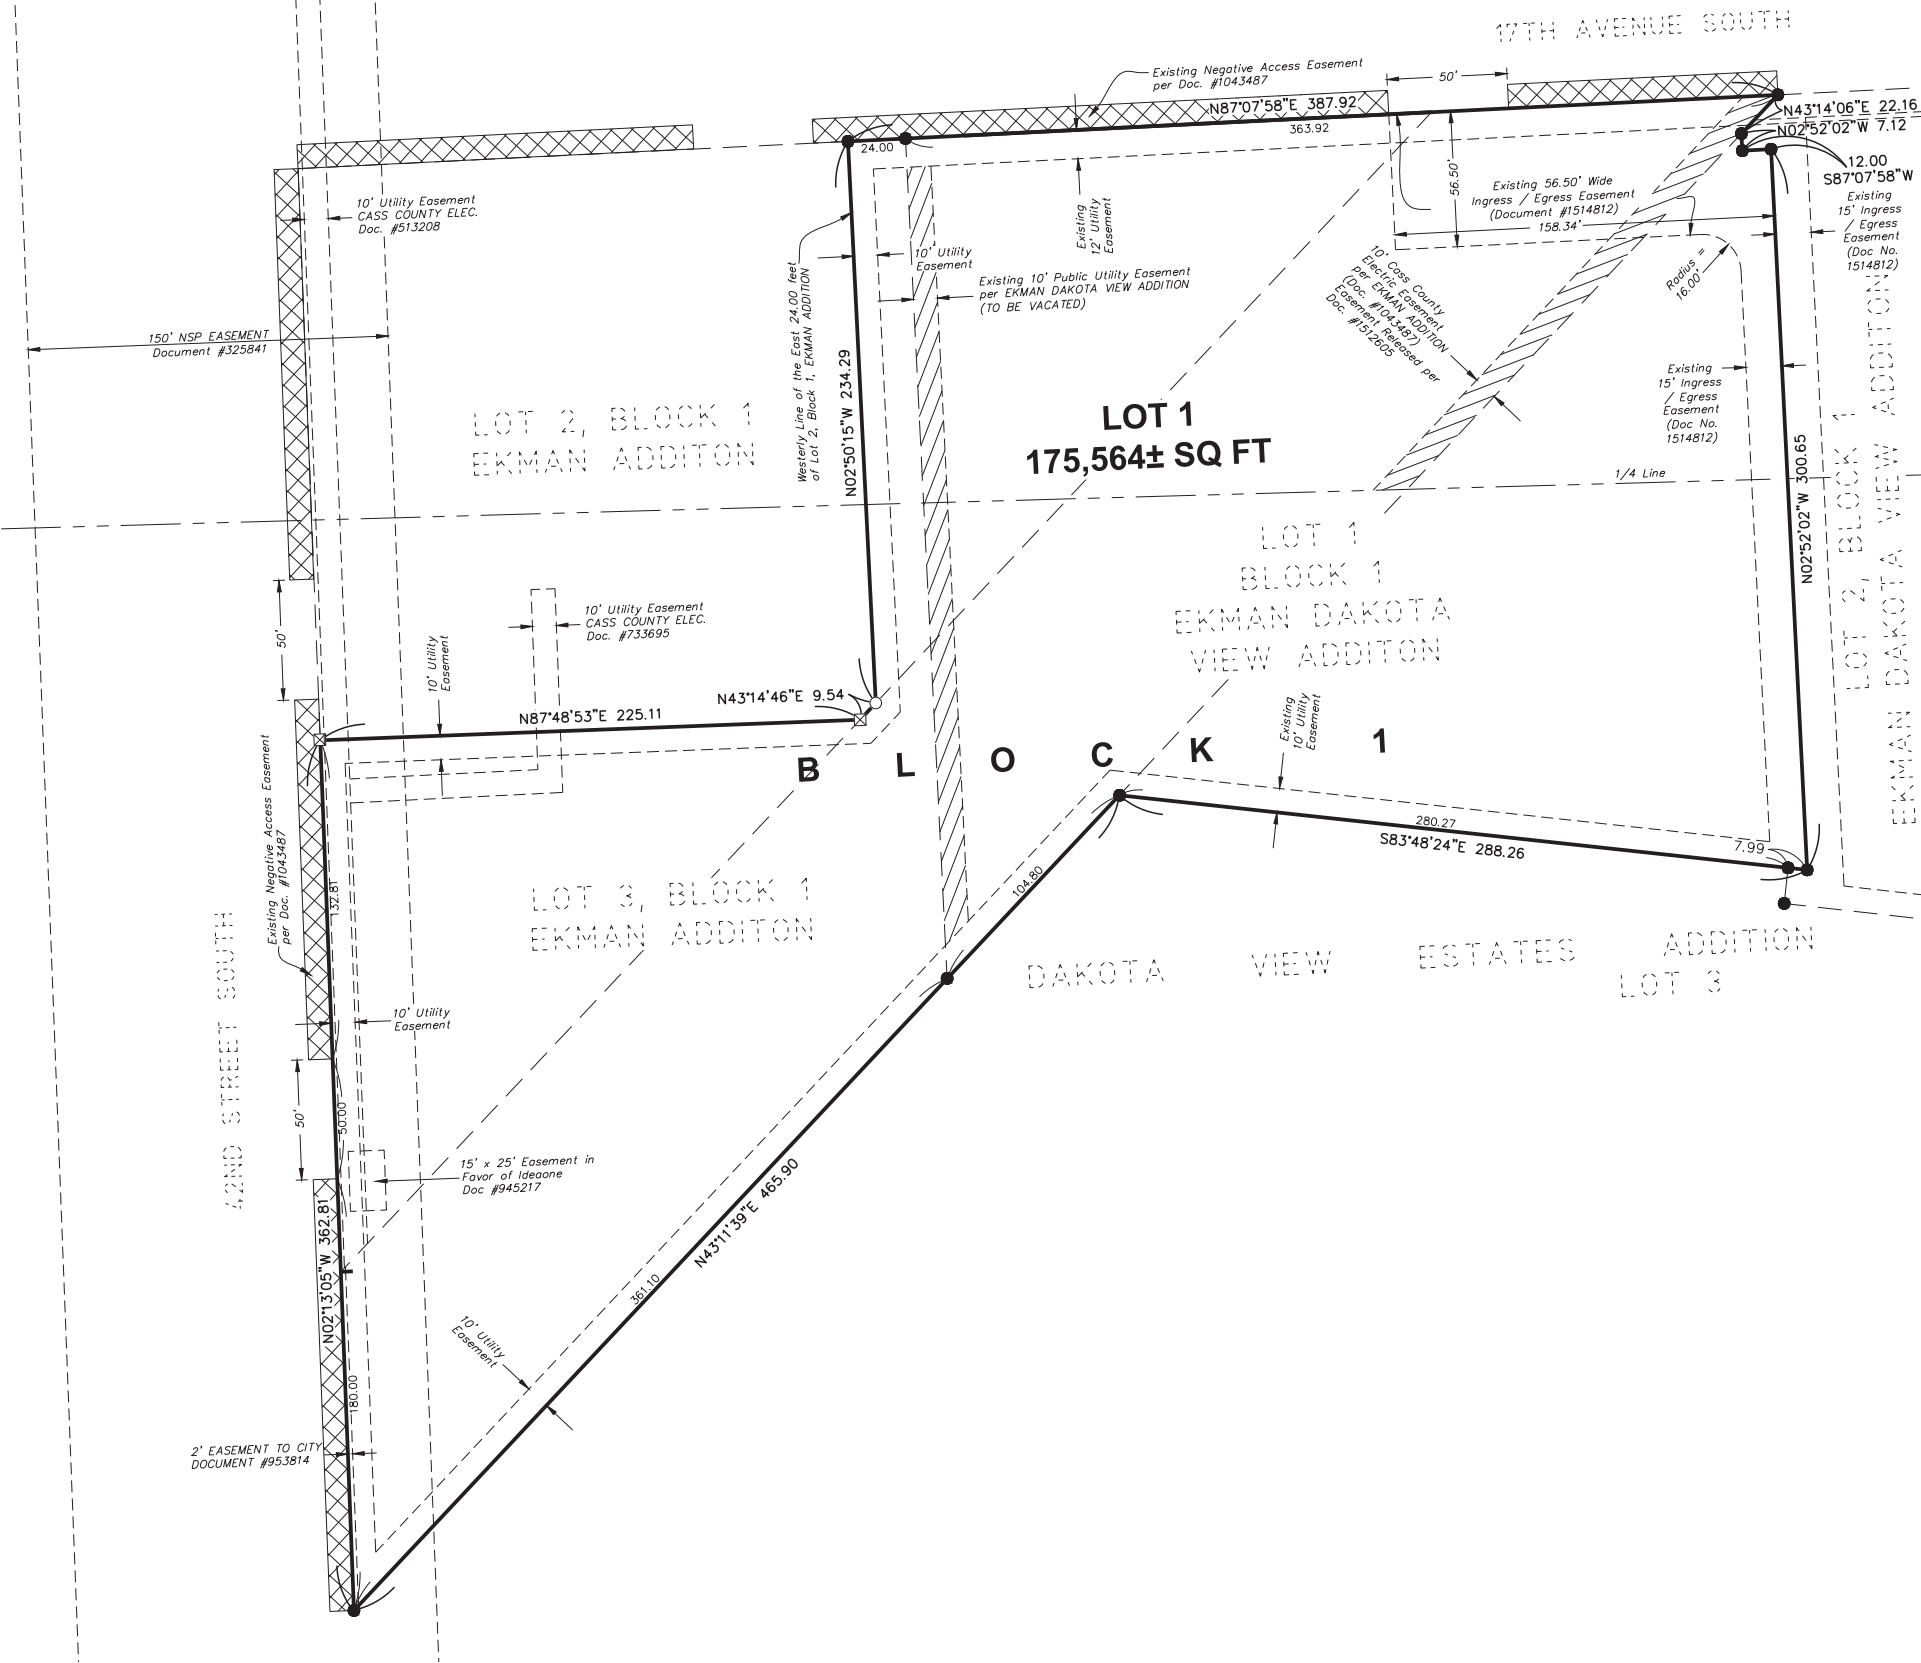 17TH AVENUE SOUTH
Existing Negative Access Easement
per Doc. #1043487
50'
N87°07'58"E 387.92
363.92
24.00
N43°14'06"E 22.16
N02°52'02"W 7.12
12.00
S87°07'58"W
Existing
15' Ingress
/ Egress
Easement
(Doc No.
1514812)
56.50'
Existing 56.50' Wide
Ingress / Egress Easement
(Document #1514812)
158.34'
Radius =
16.00'
10' Utility Easement
CASS COUNTY ELEC.
Doc. #513208
Existing
12' Utility
Easement
10' Utility
Easement
Existing 10' Public Utility Easement
per EKMAN DAKOTA VIEW ADDITION
(TO BE VACATED)
10' Cass County
Electric Easement
per EKMAN ADDITION
(Doc. #1043487)
Easement Released per
Doc. #1512605
Westerly Line of the East 24.00 feet
of Lot 2, Block 1, EKMAN ADDITION
N02°50'15"W 234.29
150' NSP EASEMENT
Document #325841
Existing
15' Ingress
/ Egress
Easement
(Doc No.
1514812)
LOT 2, BLOCK 1
EKMAN ADDITON
LOT 1
175,564± SQ FT
1/4 Line
N02°52'02"W 300.65
LOT 2, BLOCK 1
EKMAN DAKOTA VIEW ADDITON
LOT 1
BLOCK 1
EKMAN DAKOTA
VIEW ADDITON
50'
10' Utility
Easement
10' Utility Easement
CASS COUNTY ELEC.
Doc. #733695
N43°14'46"E 9.54
N87°48'53"E 225.11
Existing
10' Utility
Easement
B L O C K 1
Existing Negative Access Easement
per Doc. #1043487
132.81
280.27
S83°48'24"E 288.26
7.99
104.80
LOT 3, BLOCK 1
EKMAN ADDITON
DAKOTA VIEW ESTATES ADDITION
LOT 3
42ND STREET SOUTH
10' Utility
Easement
50'
50.00
15' x 25' Easement in
Favor of Ideaone
Doc #945217
N02°13'05"W 362.81
N43°11'39"E 465.90
361.10
10' Utility
Easement
180.00
2' EASEMENT TO CITY
DOCUMENT #953814